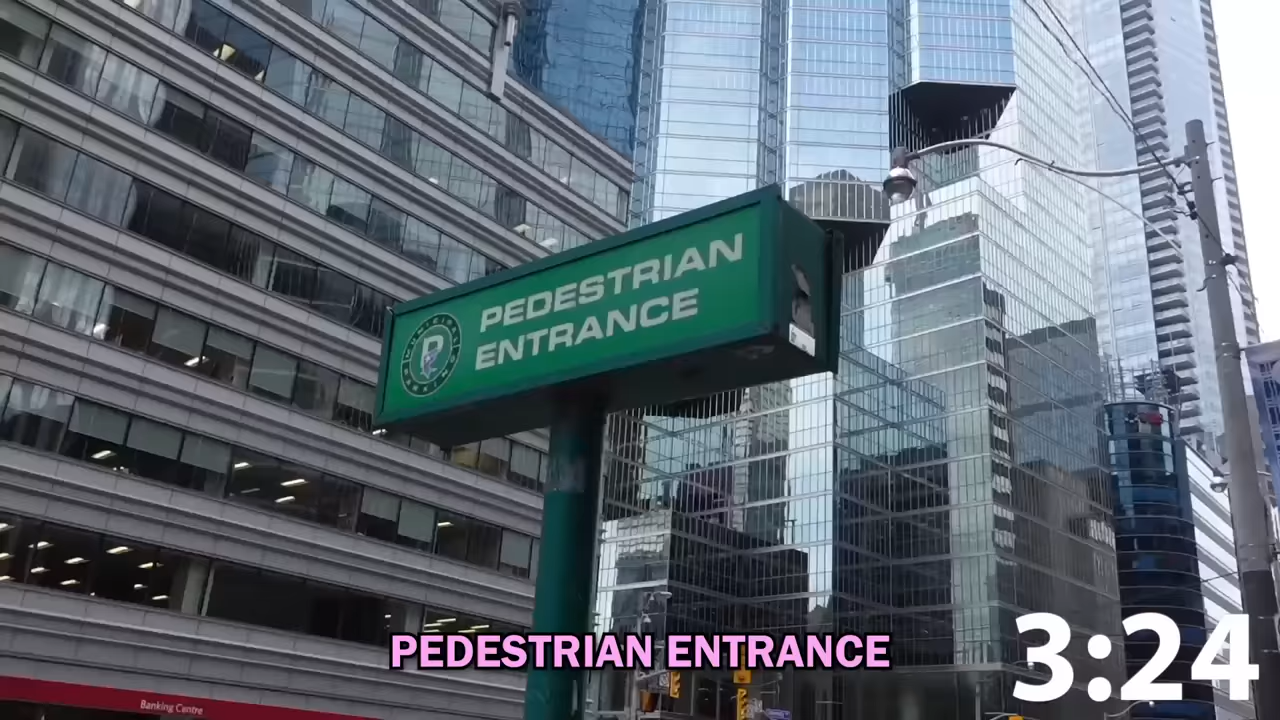 PEDESTRIAN
ENTRANCE
P
PEDESTRIAN ENTRANCE
3:24
Banking Centre